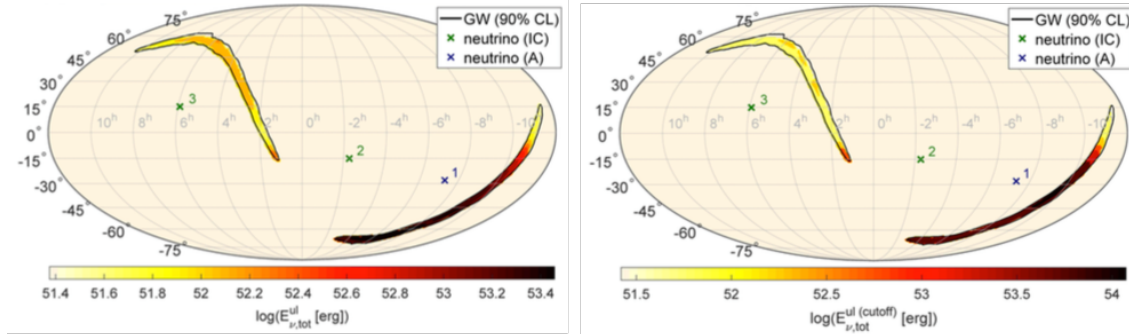 75°
60°
45°
30°
15°
0°
-15°
-30°
-45°
-60°
-75°
10h 8h 6h 4h 2h 0h -2h -4h -6h -8h -10h
GW (90% CL)
neutrino (IC)
neutrino (A)
3
2
1
51.4 51.6 51.8 52 52.2 52.4 52.6 52.8 53 53.2 53.4
log(E^ul_ν,tot [erg])
75°
60°
45°
30°
15°
0°
-15°
-30°
-45°
-60°
-75°
10h 8h 6h 4h 2h 0h -2h -4h -6h -8h -10h
GW (90% CL)
neutrino (IC)
neutrino (A)
3
2
1
51.5 52 52.5 53 53.5 54
log(E^ul (cutoff)_ν,tot [erg])